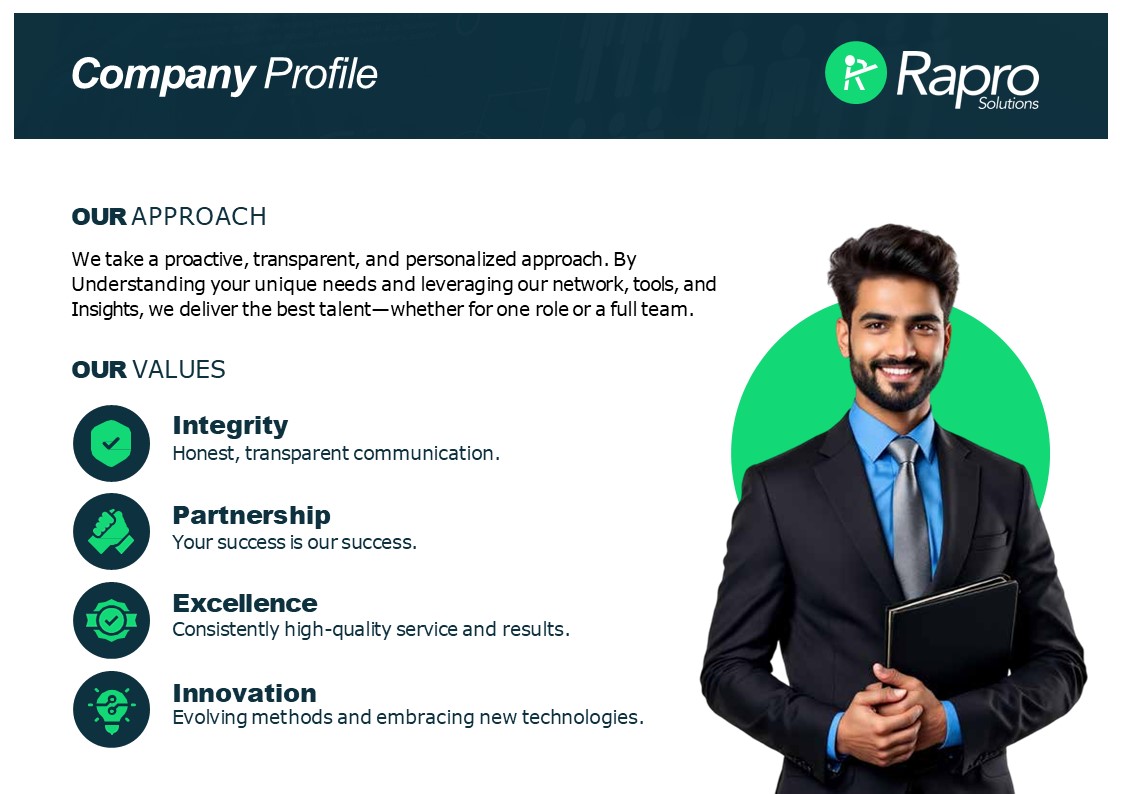 Company Profile
Rapro
Solutions
OUR APPROACH
We take a proactive, transparent, and personalized approach. By
Understanding your unique needs and leveraging our network, tools, and
Insights, we deliver the best talent—whether for one role or a full team.
OUR VALUES
Integrity
Honest, transparent communication.
Partnership
Your success is our success.
Excellence
Consistently high-quality service and results.
Innovation
Evolving methods and embracing new technologies.